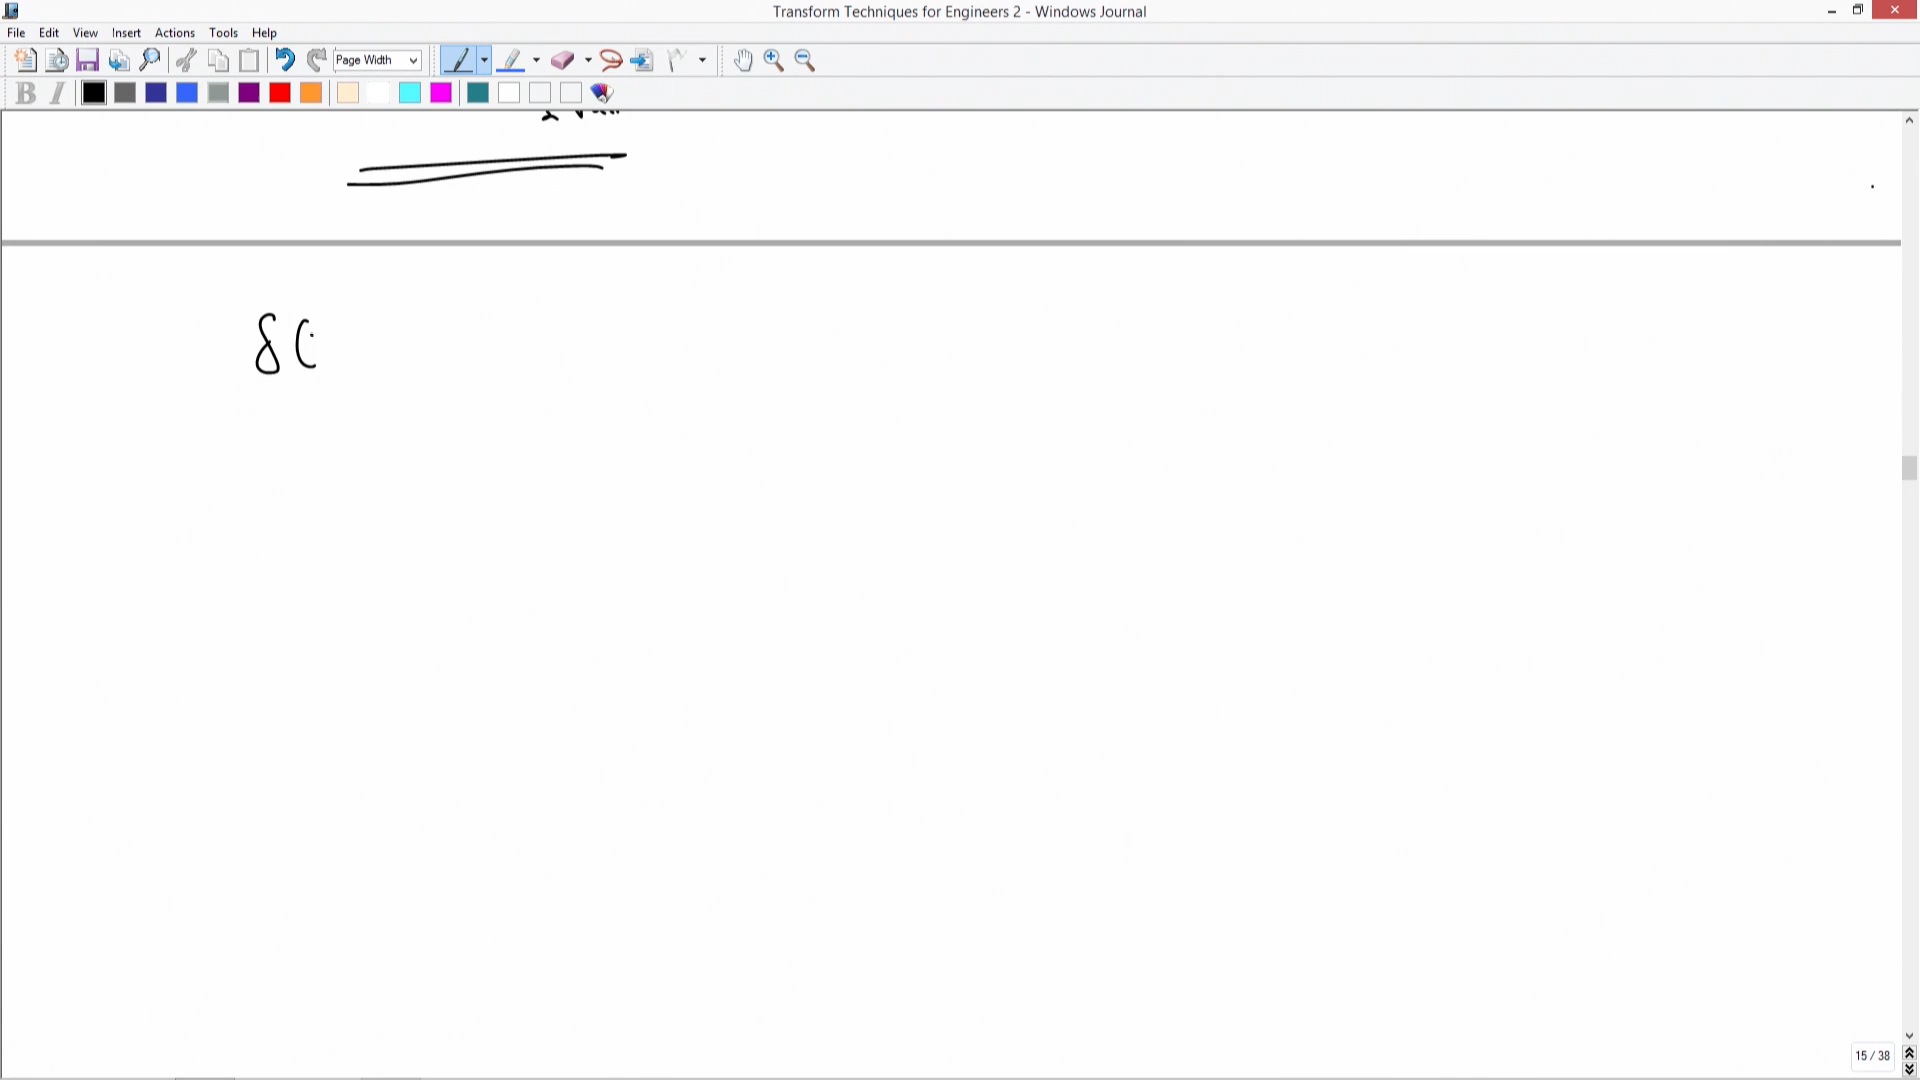 Transform Techniques for Engineers 2 - Windows Journal
File Edit View Insert Actions Tools Help
Page Width
B I
δ(
15 / 38